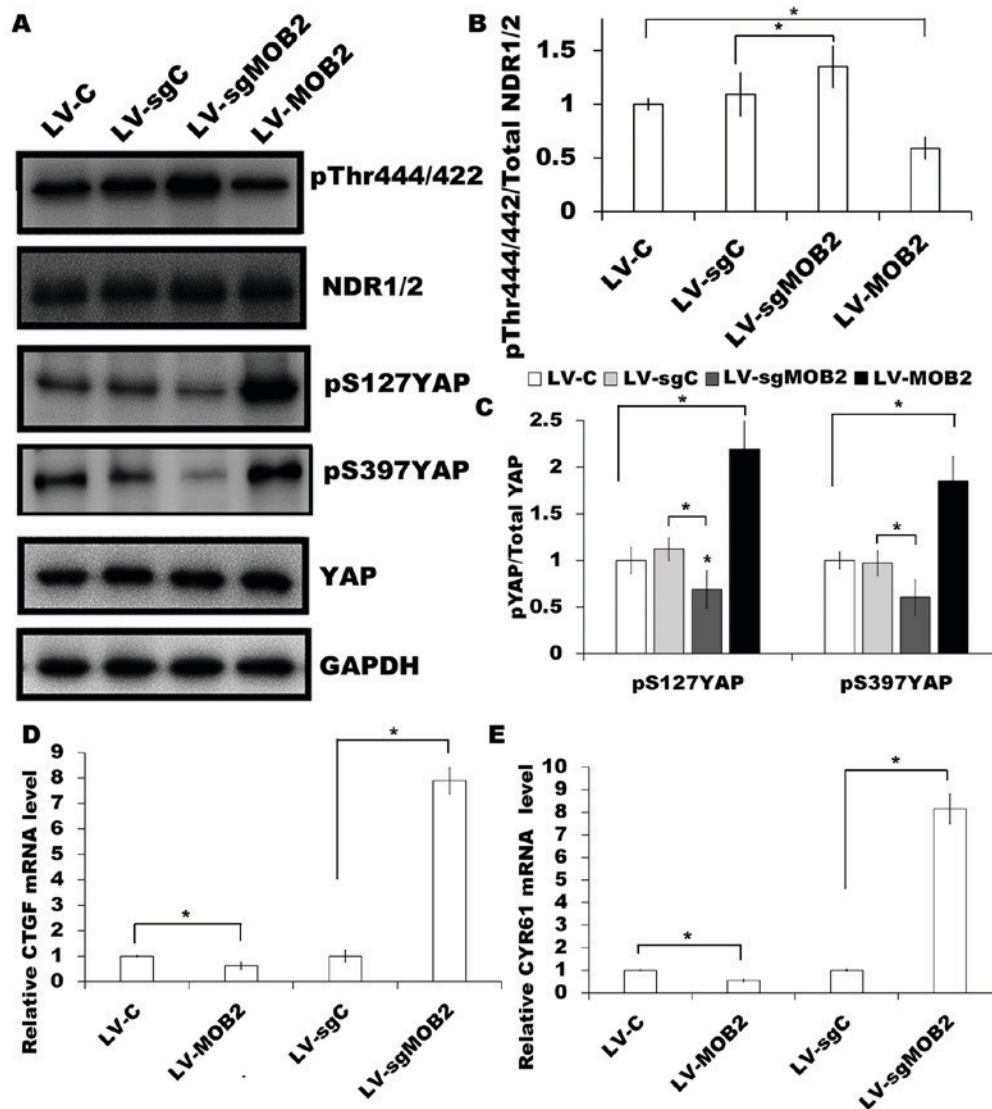 A
LV-C
LV-sgC
LV-sgMOB2
LV-MOB2
pThr444/422
NDR1/2
pS127YAP
pS397YAP
YAP
GAPDH
B
pThr444/442/Total NDR1/2
1.5
1
0.5
0
*
*
LV-C
LV-sgC
LV-sgMOB2
LV-MOB2
LV-C LV-sgC LV-sgMOB2 LV-MOB2
C
pYAP/Total YAP
2.5
2
1.5
1
0.5
0
*
*
*
*
*
pS127YAP
pS397YAP
D
Relative CTGF mRNA level
9
8
7
6
5
4
3
2
1
0
*
*
LV-C
LV-MOB2
LV-sgC
LV-sgMOB2
E
Relative CYR61 mRNA level
10
9
8
7
6
5
4
3
2
1
0
*
*
LV-C
LV-MOB2
LV-sgC
LV-sgMOB2